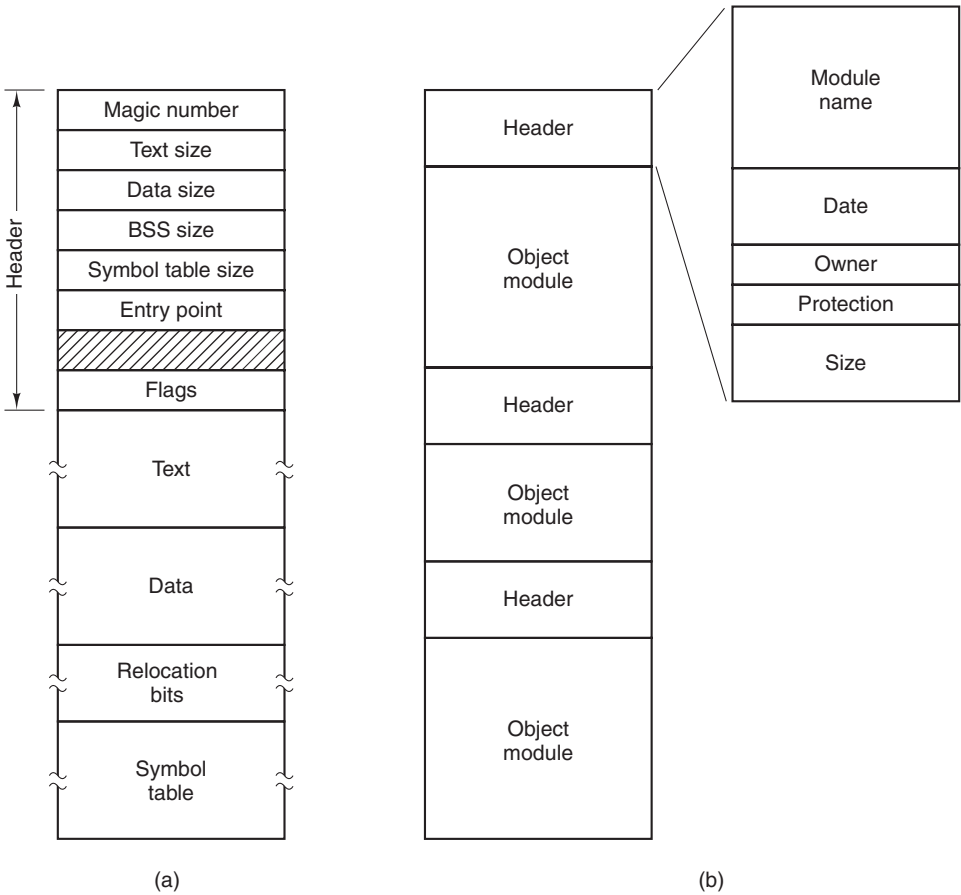 Header
Magic number
Text size
Data size
BSS size
Symbol table size
Entry point
Flags
Text
Data
Relocation
bits
Symbol
table
(a)
Header
Object
module
Header
Object
module
Header
Object
module
Module
name
Date
Owner
Protection
Size
(b)